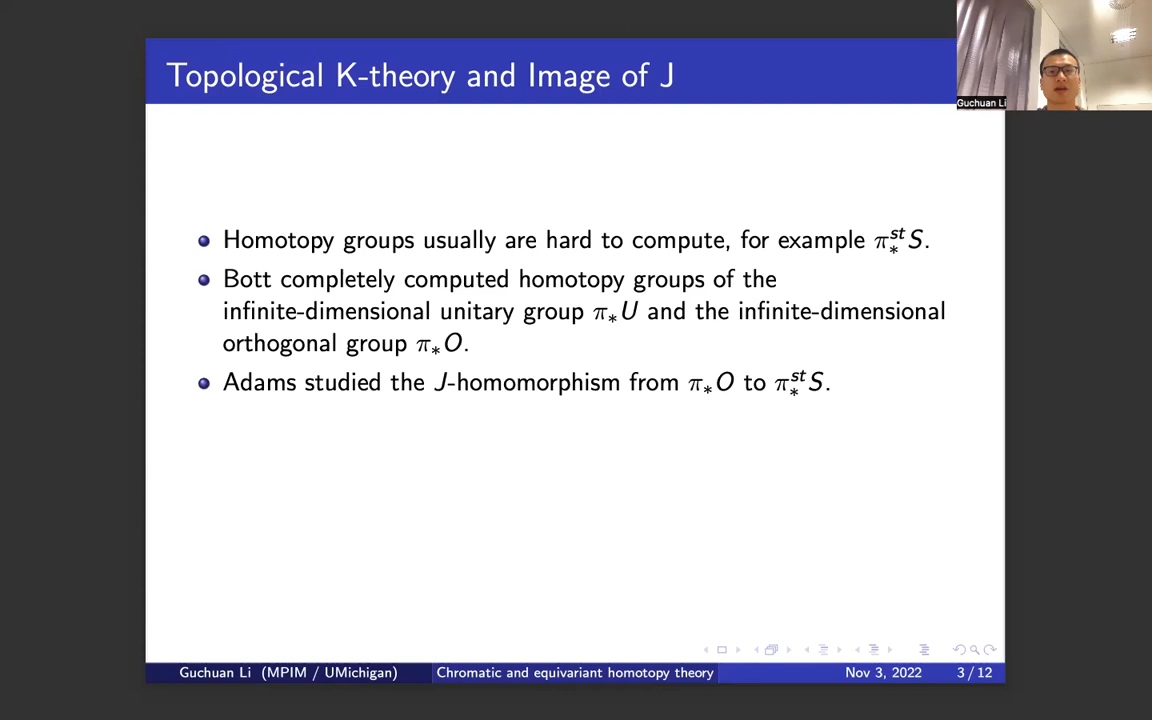 Topological K-theory and Image of J
Guchuan Li
Homotopy groups usually are hard to compute, for example π∗ˢᵗS.
Bott completely computed homotopy groups of the
infinite-dimensional unitary group π∗U and the infinite-dimensional
orthogonal group π∗O.
Adams studied the J-homomorphism from π∗O to π∗ˢᵗS.
Guchuan Li (MPIM / UMichigan) Chromatic and equivariant homotopy theory Nov 3, 2022 3 / 12